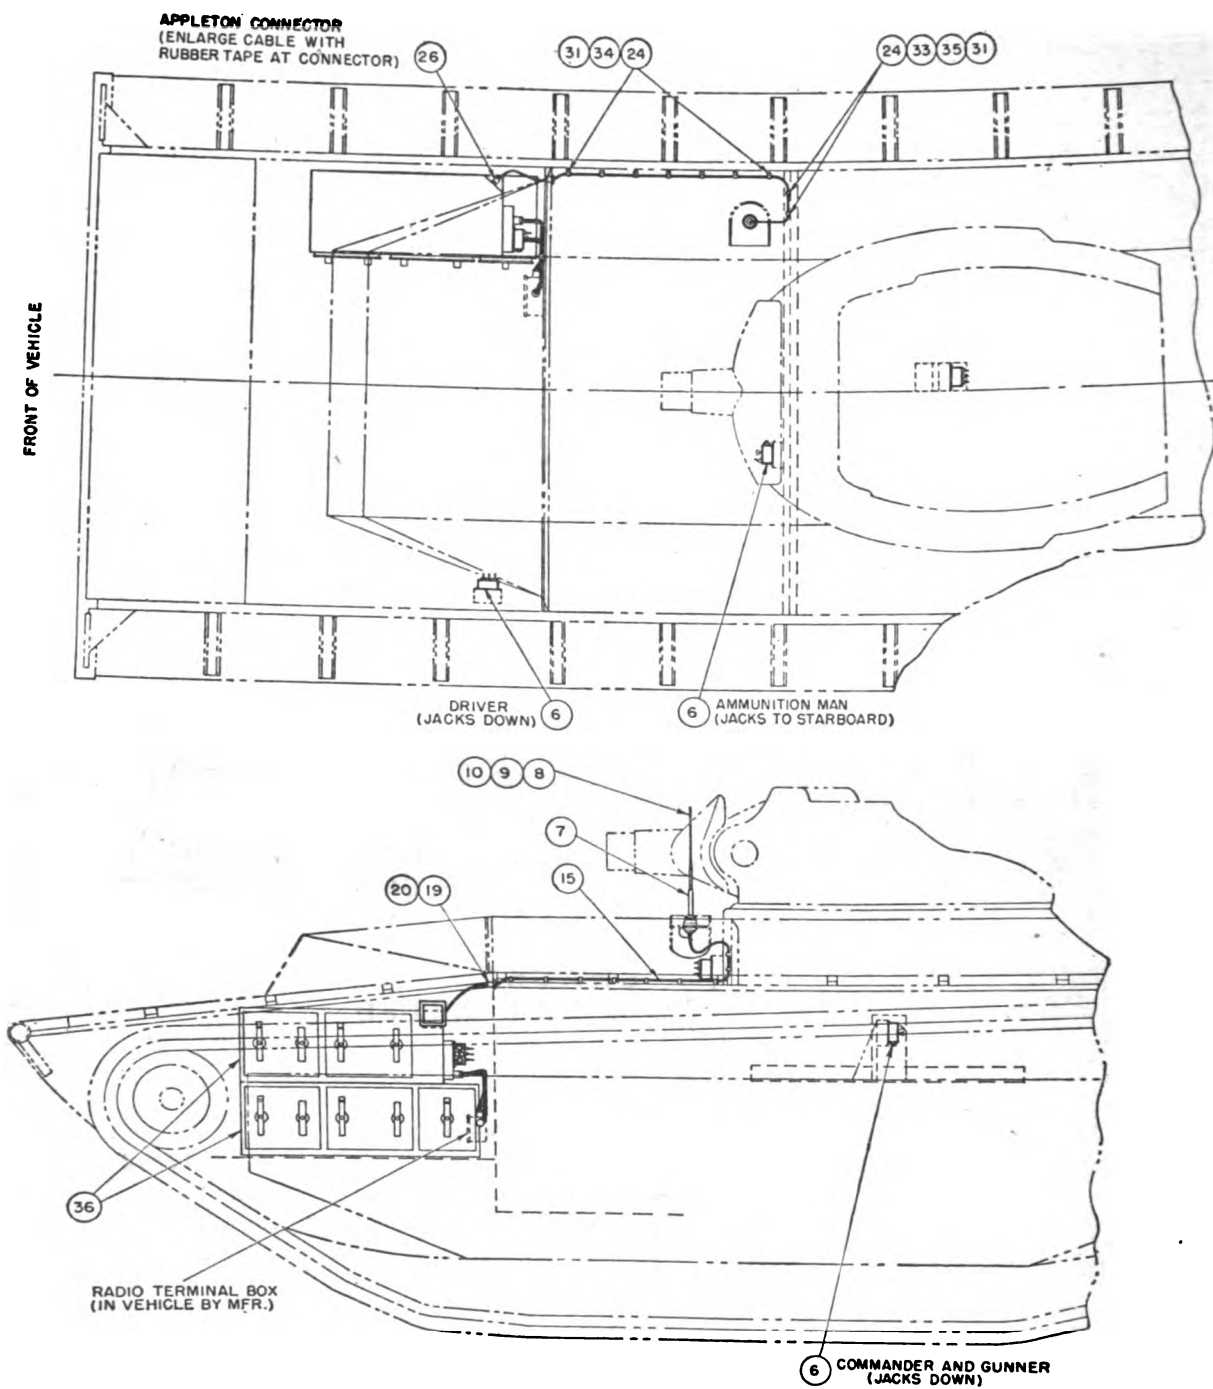 APPLETON CONNECTOR
(ENLARGE CABLE WITH
RUBBER TAPE AT CONNECTOR)
26
31 34 24
24 33 35 31
FRONT OF VEHICLE
DRIVER
(JACKS DOWN)
6
6
AMMUNITION MAN
(JACKS TO STARBOARD)
10 9 8
7
15
20 19
36
RADIO TERMINAL BOX
(IN VEHICLE BY MFR.)
6
COMMANDER AND GUNNER
(JACKS DOWN)